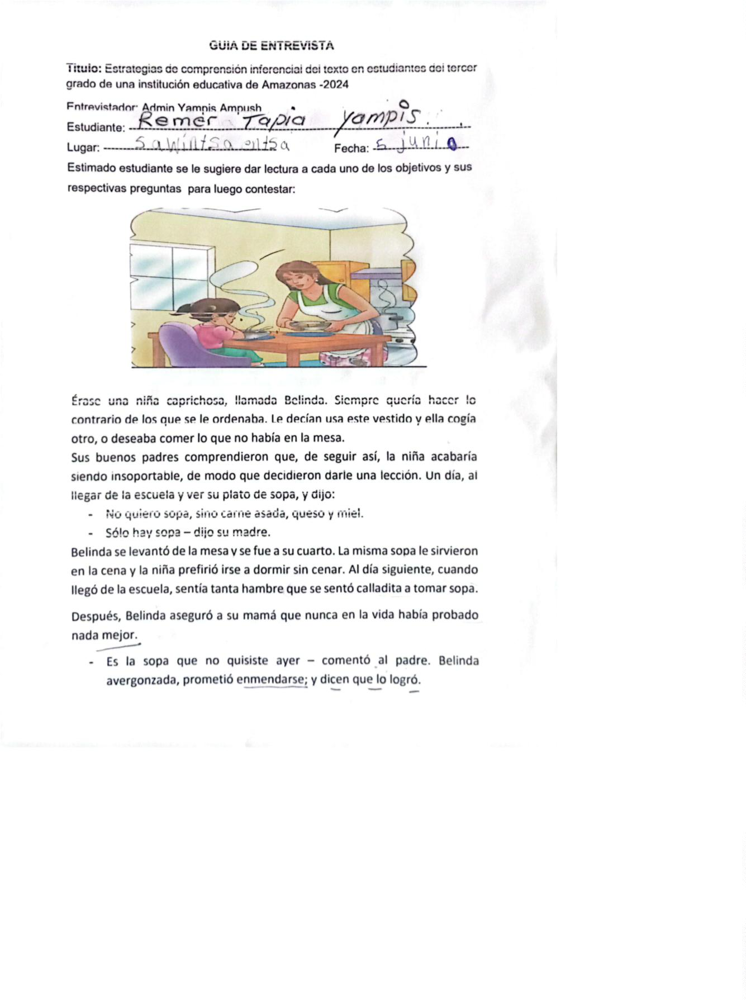 GUIA DE ENTREVISTA
Titulo: Estrategias de comprensión inferencial del texto en estudiantes del tercer
grado de una institución educativa de Amazonas -2024
Entrevistador: Admin Yampis Ampush
Estudiante: Remer Tapia Yampis.
Lugar: sawintsa entsa Fecha: 5 junio
Estimado estudiante se le sugiere dar lectura a cada uno de los objetivos y sus
respectivas preguntas para luego contestar:
Érase una niña caprichosa, llamada Belinda. Siempre quería hacer lo
contrario de los que se le ordenaba. Le decían usa este vestido y ella cogía
otro, o deseaba comer lo que no había en la mesa.
Sus buenos padres comprendieron que, de seguir así, la niña acabaría
siendo insoportable, de modo que decidieron darle una lección. Un día, al
llegar de la escuela y ver su plato de sopa, y dijo:
- No quiero sopa, sino carne asada, queso y miel.
- Sólo hay sopa – dijo su madre.
Belinda se levantó de la mesa y se fue a su cuarto. La misma sopa le sirvieron
en la cena y la niña prefirió irse a dormir sin cenar. Al día siguiente, cuando
llegó de la escuela, sentía tanta hambre que se sentó calladita a tomar sopa.
Después, Belinda aseguró a su mamá que nunca en la vida había probado
nada mejor.
- Es la sopa que no quisiste ayer – comentó al padre. Belinda
avergonzada, prometió enmendarse; y dicen que lo logró.